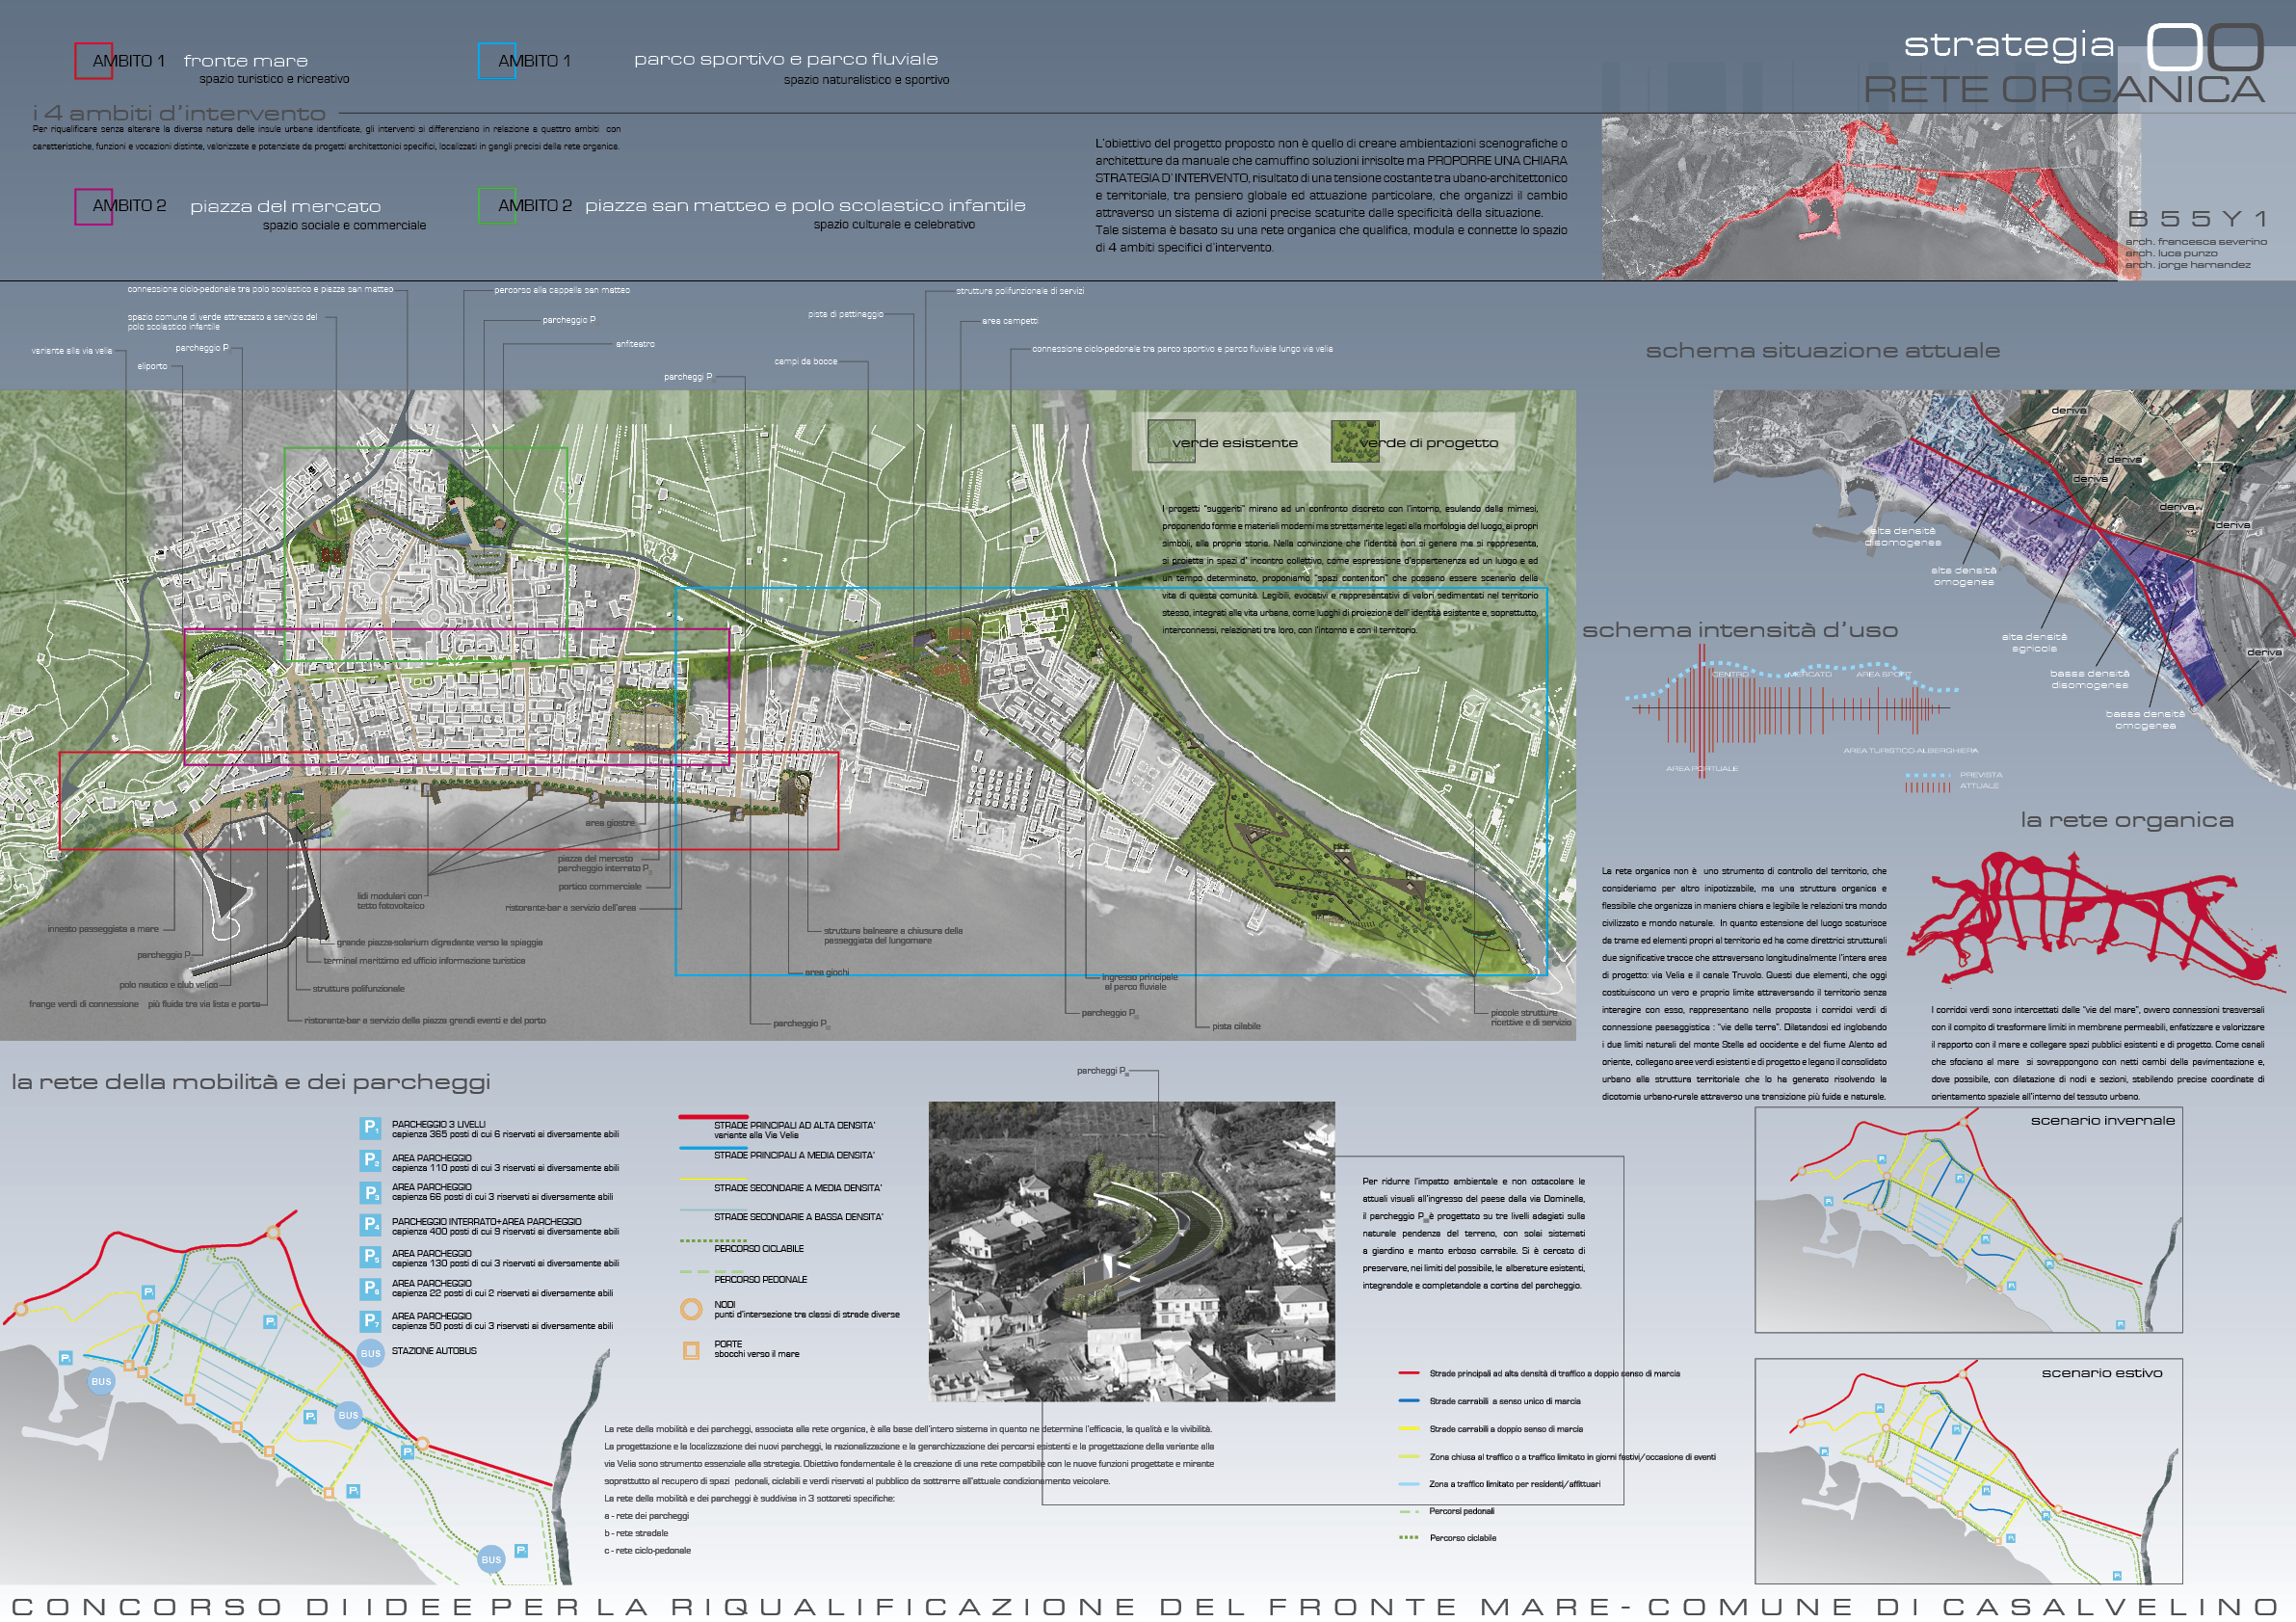 AMBITO 1 fronte mare
spazio turistico e ricreativo
AMBITO 1 parco sportivo e parco fluviale
spazio naturalistico e sportivo
i 4 ambiti d'intervento
Per riqualificare senza alterare la diversa natura delle insule urbane identificate, gli interventi si differenziano in relazione a quattro ambiti con
caratteristiche, funzioni e vocazioni distinte, valorizzate e potenziate da progetti architettonici specifici, localizzati in gangli precisi della rete organica.
AMBITO 2 piazza del mercato
spazio sociale e commerciale
AMBITO 2 piazza san matteo e polo scolastico infantile
spazio culturale e celebrativo
L'obiettivo del progetto proposto non è quello di creare ambientazioni scenografiche o
architetture da manuale che camuffino soluzioni irrisolte ma PROPORRE UNA CHIARA
STRATEGIA D' INTERVENTO, risultato di una tensione costante tra ubano-architettonico
e territoriale, tra pensiero globale ed attuazione particolare, che organizzi il cambio
attraverso un sistema di azioni precise scaturite dalle specificità della situazione.
Tale sistema è basato su una rete organica che qualifica, modula e connette lo spazio
di 4 ambiti specifici d'intervento.
strategia 00
RETE ORGANICA
B55Y1
arch. francesca severino
arch. luca punzo
arch. jorge harnandez
connessione ciclo-pedonale tra polo scolastico e piazza san matteo
spazio comune di verde attrezzato a servizio del
polo scolastico infantile
variante alla via velia
parcheggio P
eliporto
percorso alla cappella san matteo
parcheggio P
anfiteatro
parcheggi P
campi da bocce
pista di pattinaggio
struttura polifunzionale di servizi
area campetti
connessione ciclo-pedonale tra parco sportivo e parco fluviale lungo via velia
verde esistente
verde di progetto
I progetti "suggeriti" mirano ad un confronto discreto con l'intorno, esulando dalla mimesi,
proponendo forme e materiali moderni ma strettamente legati alla morfologia del luogo, ai propri
simboli, alla propria storia. Nella convinzione che l'identità non si genera ma si rappresenta,
si proietta in spazi d' incontro collettivo, come espressione d'appartenenza ad un luogo e ad
un tempo determinato, proponiamo "spazi contenitori" che possano essere scenario della
vita di questa comunità. Legibili, evocativi e rappresentativi di valori sedimentati nel territorio
stesso, integrati alla vita urbana, come luoghi di proiezione dell' identità esistente e, soprattutto,
interconnessi, relazionati tra loro, con l'intorno e con il territorio.
area giostre
piazza del mercato
parcheggio interrato P
portico commerciale
ristorante-bar a servizio dell'area
lidi modulari con
tetto fotovoltaico
innesto passeggiata a mare
grande piazza-solarium digradante verso la spiaggia
parcheggio P
terminal marittimo ed ufficio informazione turistica
polo nautico e club velico
struttura polifunzionale
frange verdi di connessione più fluida tra via lista e porto
ristorante-bar a servizio della piazza grandi eventi e del porto
struttura balneare a chiusura della
passeggiata del lungomare
area giochi
parcheggio P
ingresso principale
al parco fluviale
parcheggio P
pista cilabile
piccole strutture
ricettive e di servizio
schema situazione attuale
deriva
deriva
deriva
deriva
deriva
deriva
alta densità
disomogenea
alta densità
omogenea
alta densità
agricola
bassa densità
disomogenea
bassa densità
omogenea
schema intensità d'uso
CENTRO
MERCATO
AREA SPORT
AREA TURISTICO-ALBERGHIERA
AREA PORTUALE
PREVISTA
ATTUALE
la rete organica
La rete organica non è uno strumento di controllo del territorio, che
consideriamo per altro inipotizzabile, ma una struttura organica e
flessibile che organizza in maniera chiara e legibile le relazioni tra mondo
civilizzato e mondo naturale. In quanto estensione del luogo scaturisce
da trame ed elementi propri al territorio ed ha come direttrici strutturali
due significative tracce che attraversano longitudinalmente l'intera area
di progetto: via Velia e il canale Truvolo. Questi due elementi, che oggi
costituiscono un vero e proprio limite attraversando il territorio senza
interagire con esso, rappresentano nella proposta i corridoi verdi di
connessione paesaggistica : "vie della terra". Dilatandosi ed inglobando
i due limiti naturali del monte Stella ad occidente e del fiume Alento ad
oriente, collegano aree verdi esistenti e di progetto e legano il consolidato
urbano alla struttura territoriale che lo ha generato risolvendo la
dicotomia urbano-rurale attraverso una transizione più fuida e naturale.
I corridoi verdi sono intercettati dalle "vie del mare", ovvero connessioni trasversali
con il compito di trasformare limiti in membrane permeabili, enfatizzare e valorizzare
il rapporto con il mare e collegare spazi pubblici esistenti e di progetto. Come canali
che sfociano al mare si sovrappongono con netti cambi della pavimentazione e,
dove possibile, con dilatazione di nodi e sezioni, stabilendo precise coordinate di
orientamento spaziale all'interno del tessuto urbano.
la rete della mobilità e dei parcheggi
P1 PARCHEGGIO 3 LIVELLI
capienza 365 posti di cui 6 riservati ai diversamente abili
P2 AREA PARCHEGGIO
capienza 110 posti di cui 3 riservati ai diversamente abili
P3 AREA PARCHEGGIO
capienza 66 posti di cui 3 riservati ai diversamente abili
P4 PARCHEGGIO INTERRATO+AREA PARCHEGGIO
capienza 400 posti di cui 9 riservati ai diversamente abili
P5 AREA PARCHEGGIO
capienza 130 posti di cui 3 riservati ai diversamente abili
P6 AREA PARCHEGGIO
capienza 22 posti di cui 2 riservati ai diversamente abili
P7 AREA PARCHEGGIO
capienza 50 posti di cui 3 riservati ai diversamente abili
BUS STAZIONE AUTOBUS
STRADE PRINCIPALI AD ALTA DENSITA'
variante alla Via Velia
STRADE PRINCIPALI A MEDIA DENSITA'
STRADE SECONDARIE A MEDIA DENSITA'
STRADE SECONDARIE A BASSA DENSITA'
PERCORSO CICLABILE
PERCORSO PEDONALE
NODI
punti d'intersezione tra classi di strade diverse
PORTE
sbocchi verso il mare
BUS
BUS
BUS
parcheggi P
Per ridurre l'impatto ambientale e non ostacolare le
attuali visuali all'ingresso del paese dalla via Dominella,
il parcheggio P è progettato su tre livelli adagiati sulla
naturale pendenza del terreno, con solai sistemati
a giardino e manto erboso carrabile. Si è cercato di
preservare, nei limiti del possibile, le alberature esistenti,
integrandole e completandole a cortina del parcheggio.
La rete della mobilità e dei parcheggi, associata alla rete organica, è alla base dell'intero sistema in quanto ne determina l'efficacia, la qualità e la vivibilità.
La progettazione e la localizzazione dei nuovi parcheggi, la razionalizzazione e la gerarchizzazione dei percorsi esistenti e la progettazione della variante alla
via Velia sono strumento essenziale alla strategia. Obiettivo fondamentale è la creazione di una rete compatibile con le nuove funzioni progettate e mirante
soprattutto al recupero di spazi pedonali, ciclabili e verdi riservati al pubblico da sottrarre all'attuale condizionamento veicolare.
La rete della mobilità e dei parcheggi è suddivisa in 3 sottoreti specifiche:
a - rete dei parcheggi
b - rete stradale
c - rete ciclo-pedonale
Strade principali ad alta densità di traffico a doppio senso di marcia
Strade carrabili a senso unico di marcia
Strade carrabili a doppio senso di marcia
Zona chiusa al traffico o a traffico limitato in giorni festivi/occasione di eventi
Zona a traffico limitato per residenti/affittuari
Percorsi pedonali
Percorso ciclabile
scenario invernale
scenario estivo
CONCORSO DI IDEE PER LA RIQUALIFICAZIONE DEL FRONTE MARE-COMUNE DI CASALVELINO